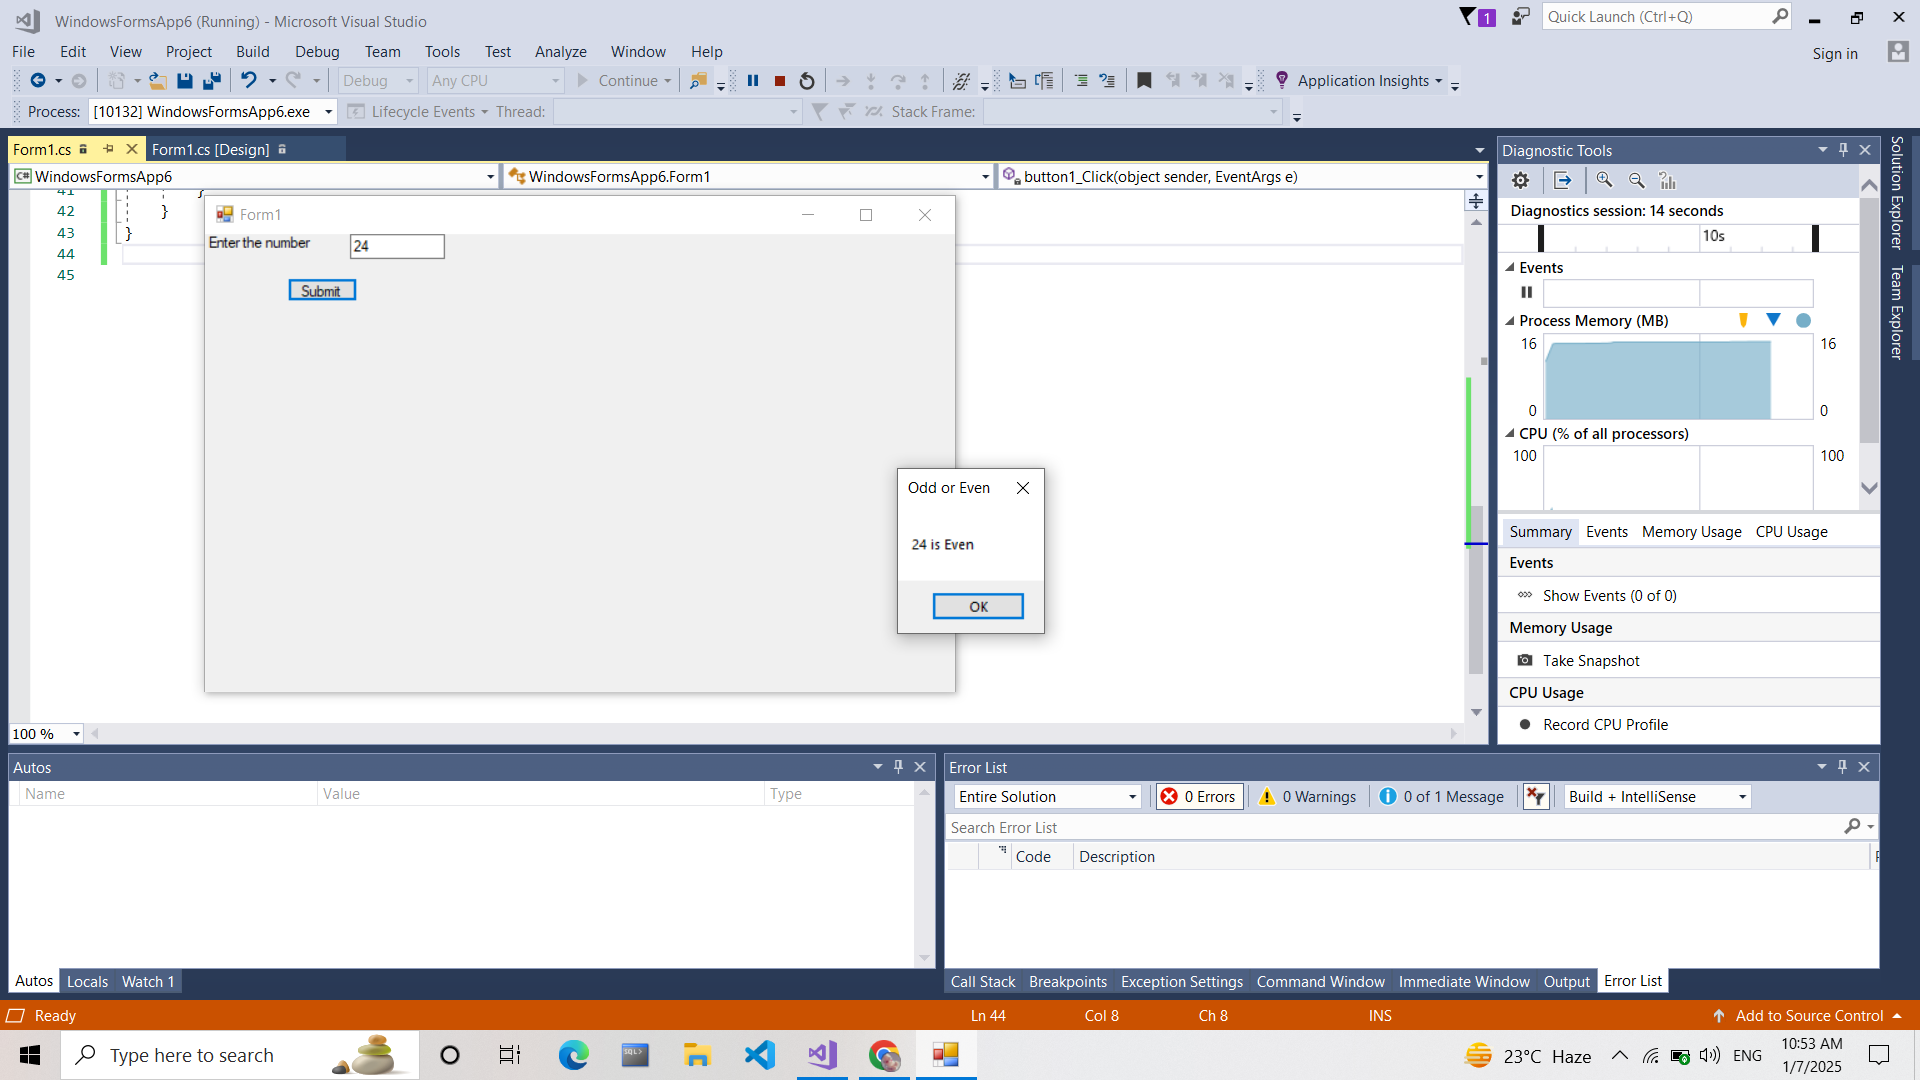 WindowsFormsApp6 (Running) - Microsoft Visual Studio
1
Quick Launch (Ctrl+Q)
File Edit View Project Build Debug Team Tools Test Analyze Window Help
Sign in
Debug Any CPU Continue Application Insights
Process: [10132] WindowsFormsApp6.exe Lifecycle Events Thread: Stack Frame:
Form1.cs Form1.cs [Design]
WindowsFormsApp6 WindowsFormsApp6.Form1 button1_Click(object sender, EventArgs e)
41 }
42 }
43 }
44
45
Form1
Enter the number 24
Submit
Odd or Even
24 is Even
OK
100 %
Diagnostic Tools
Diagnostics session: 14 seconds
10s
Events
Process Memory (MB)
16 16
0 0
CPU (% of all processors)
100 100
Summary Events Memory Usage CPU Usage
Events
Show Events (0 of 0)
Memory Usage
Take Snapshot
CPU Usage
Record CPU Profile
Solution Explorer
Team Explorer
Autos
Name Value Type
Autos Locals Watch 1
Error List
Entire Solution 0 Errors 0 Warnings 0 of 1 Message Build + IntelliSense
Search Error List
Code Description
Call Stack Breakpoints Exception Settings Command Window Immediate Window Output Error List
Ready Ln 44 Col 8 Ch 8 INS Add to Source Control
Type here to search
23°C Haze ENG 10:53 AM
1/7/2025